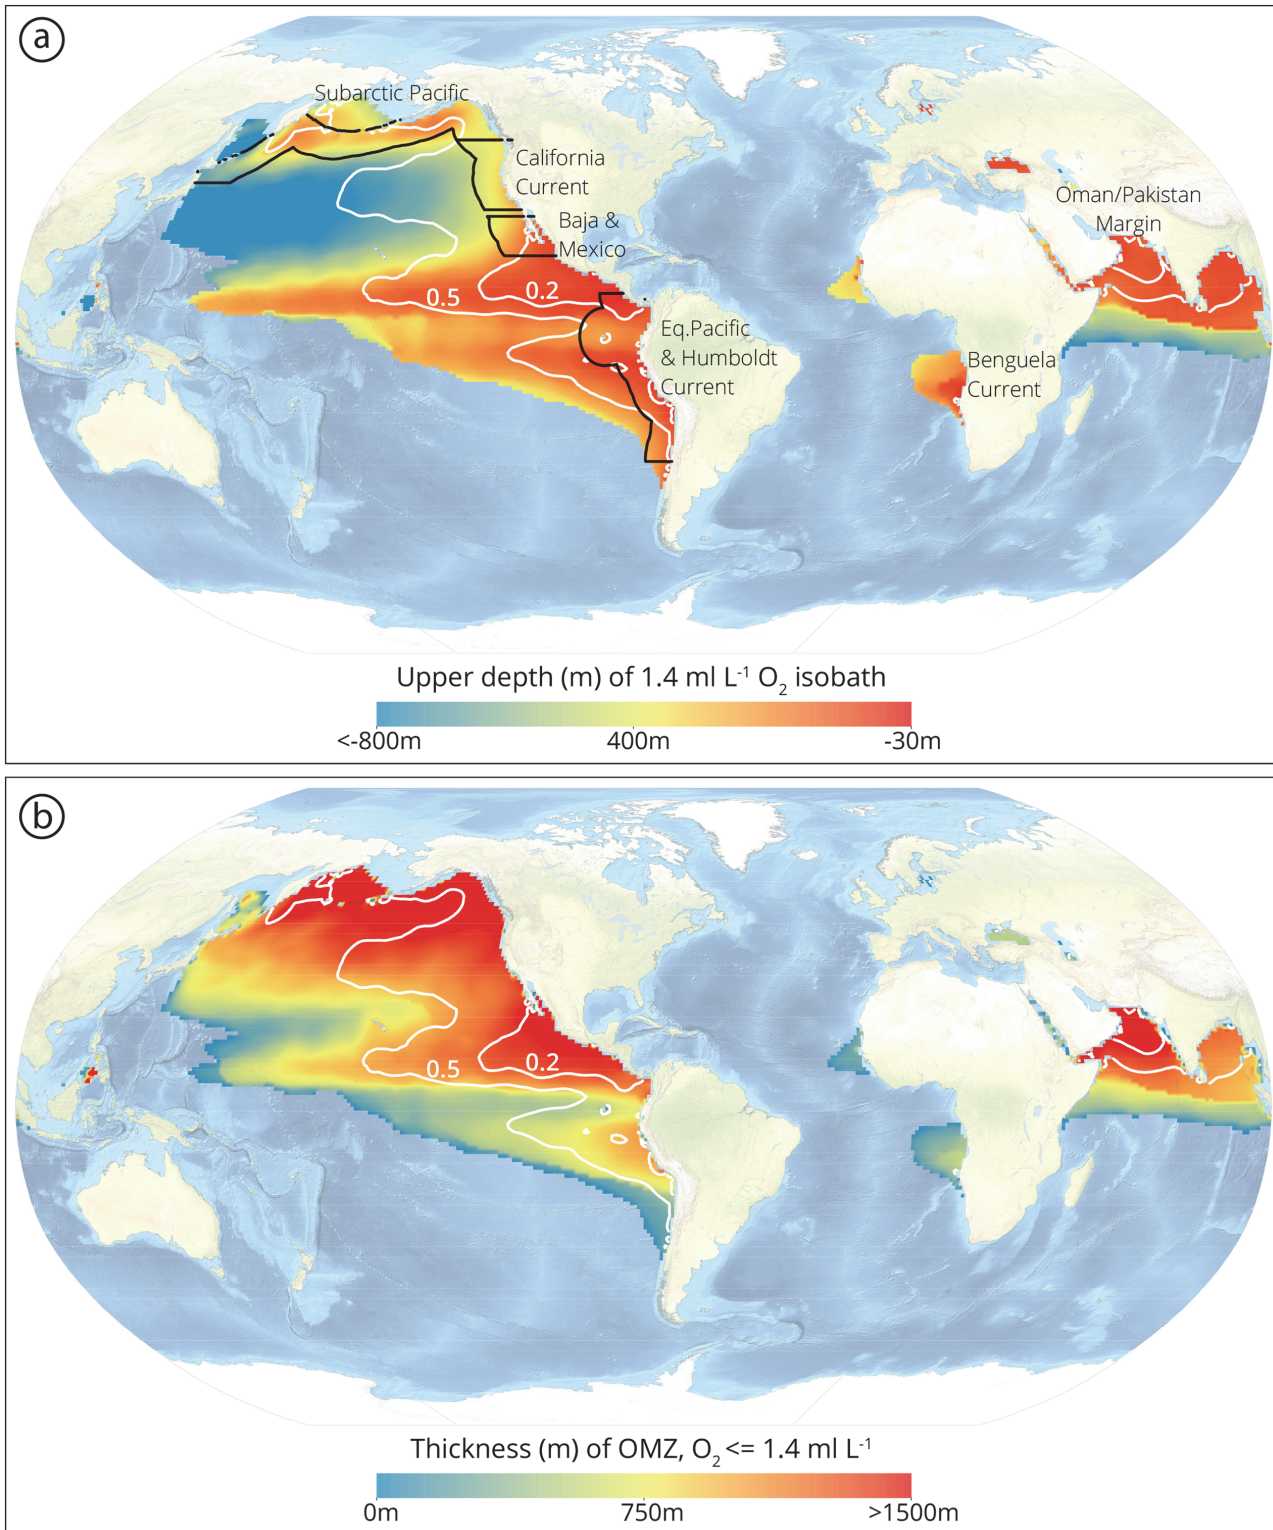 a
Subarctic Pacific
California
Current
Baja &
Mexico
Oman/Pakistan
Margin
0.5
0.2
Eq.Pacific
& Humboldt
Current
Benguela
Current
Upper depth (m) of 1.4 ml L⁻¹ O₂ isobath
<-800m 400m -30m
b
0.5
0.2
Thickness (m) of OMZ, O₂ <= 1.4 ml L⁻¹
0m 750m >1500m